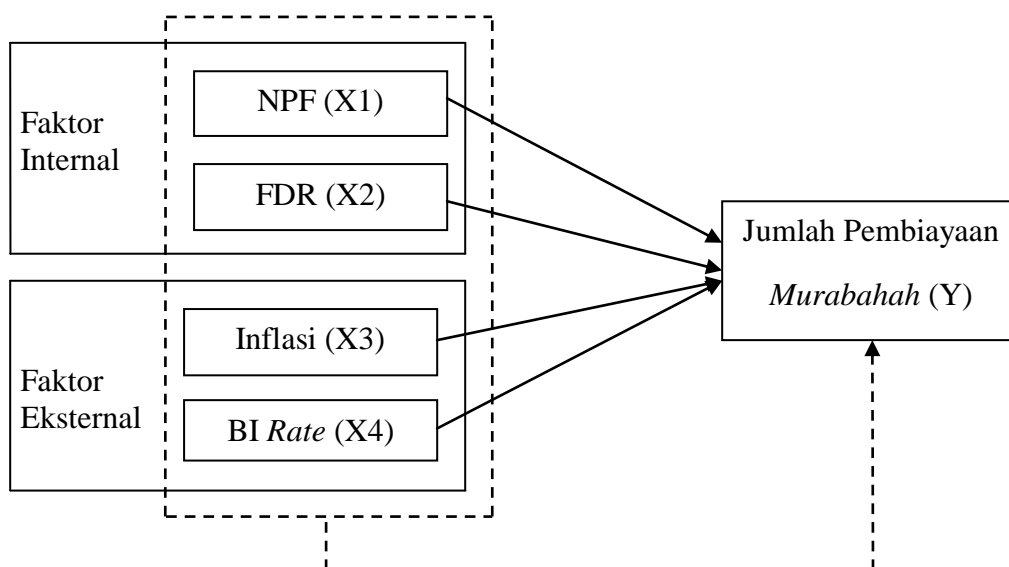 Faktor
Internal
NPF (X1)
FDR (X2)
Faktor
Eksternal
Inflasi (X3)
BI Rate (X4)
Jumlah Pembiayaan
Murabahah (Y)